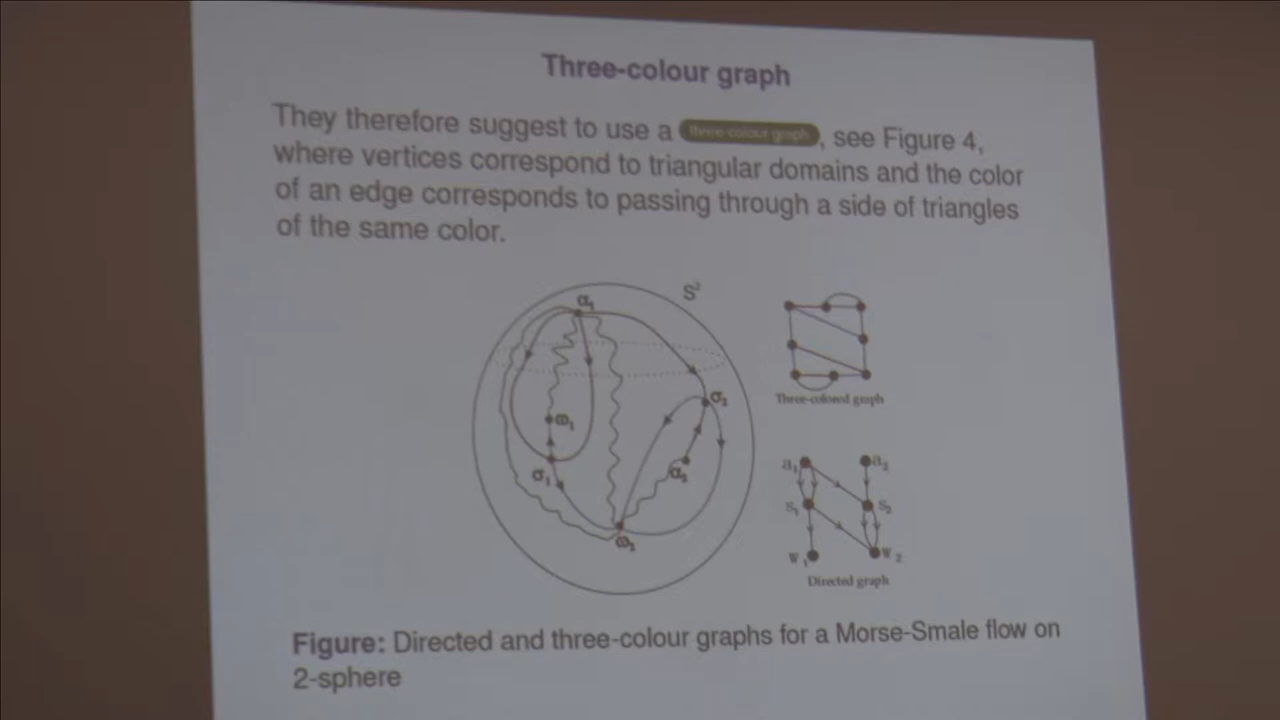 Three-colour graph
They therefore suggest to use a three-colour graph, see Figure 4,
where vertices correspond to triangular domains and the color
of an edge corresponds to passing through a side of triangles
of the same color.
S²
α₁
ω₁
σ₁
σ₂
α₂
ω₂
Three-colored graph
a₁ a₂
s₁ s₂
w₁ w₂
Directed graph
Figure: Directed and three-colour graphs for a Morse-Smale flow on
2-sphere